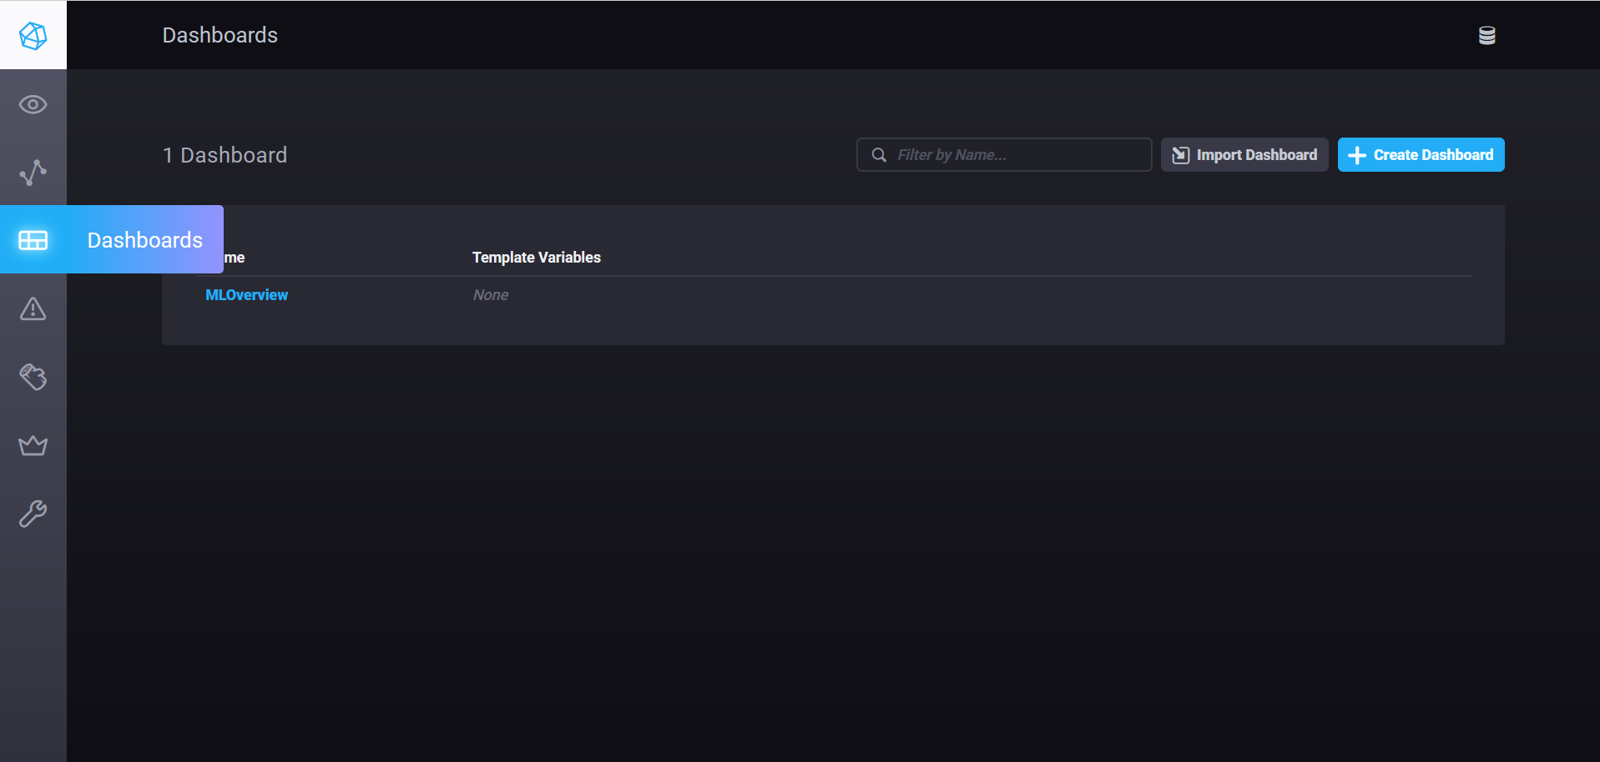 Dashboards
1 Dashboard
Filter by Name...
Import Dashboard
Create Dashboard
Dashboards
me
Template Variables
MLOverview
None